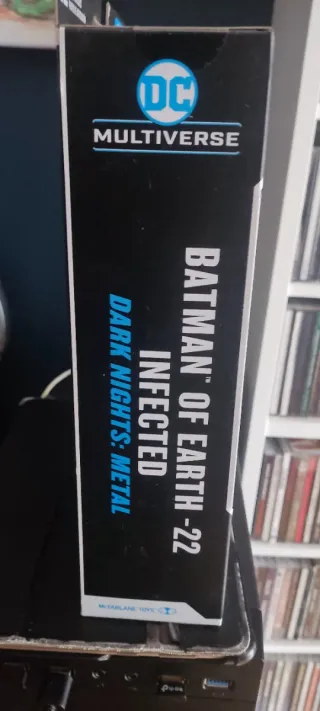 DC
MULTIVERSE
BATMAN™ OF EARTH -22
INFECTED
DARK NIGHTS: METAL
McFARLANE TOYS